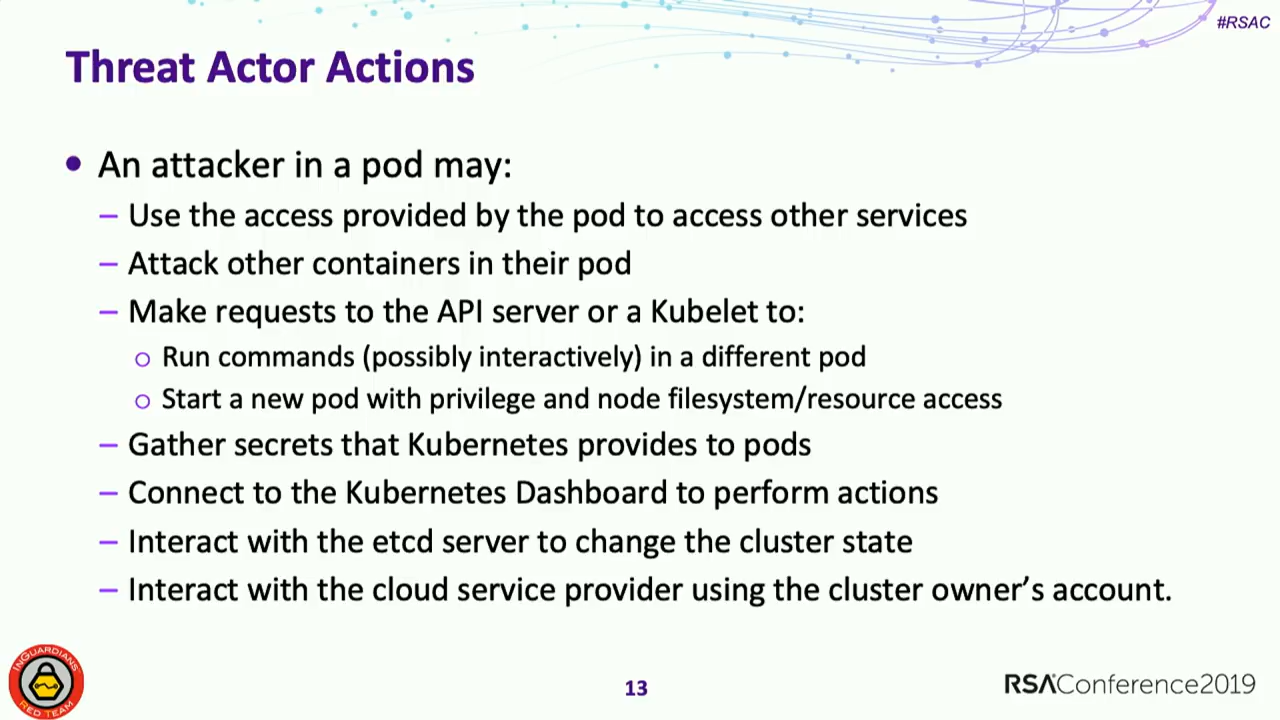 #RSAC
Threat Actor Actions
• An attacker in a pod may:
– Use the access provided by the pod to access other services
– Attack other containers in their pod
– Make requests to the API server or a Kubelet to:
o Run commands (possibly interactively) in a different pod
o Start a new pod with privilege and node filesystem/resource access
– Gather secrets that Kubernetes provides to pods
– Connect to the Kubernetes Dashboard to perform actions
– Interact with the etcd server to change the cluster state
– Interact with the cloud service provider using the cluster owner’s account.
INGUARDIANS
RED TEAM
13
RSAConference2019